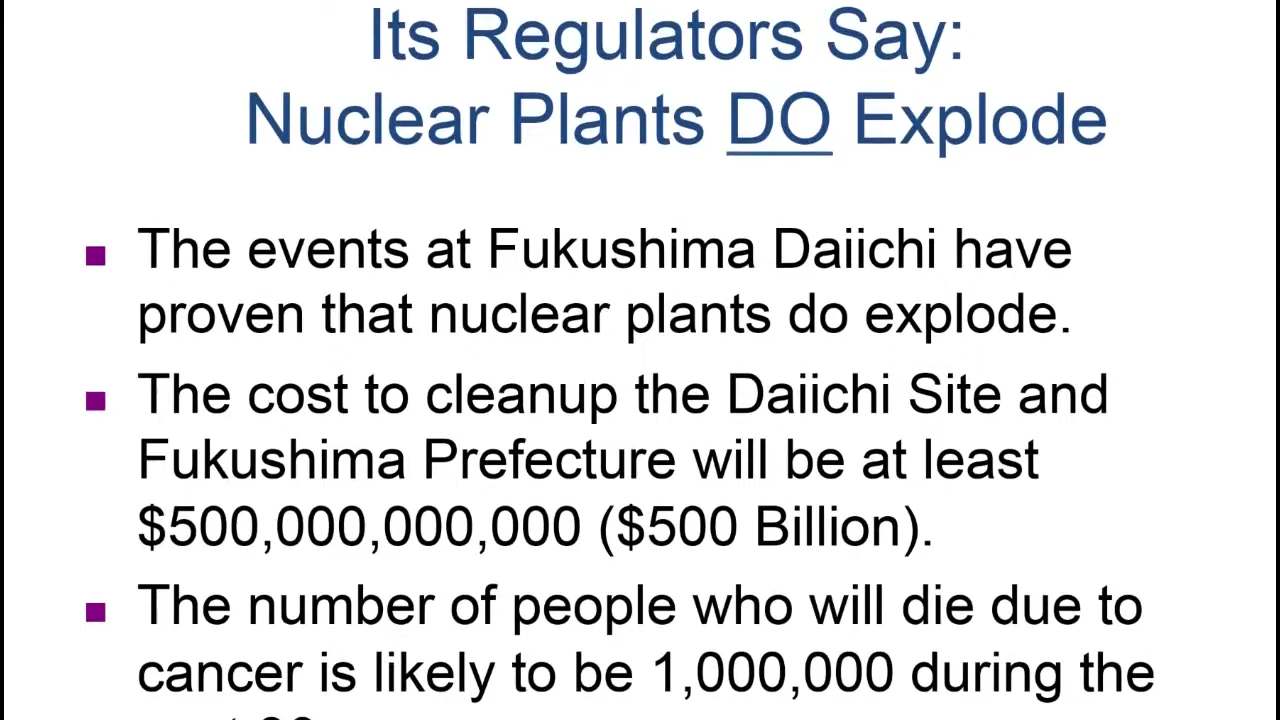 Its Regulators Say:
Nuclear Plants DO Explode
The events at Fukushima Daiichi have
proven that nuclear plants do explode.
The cost to cleanup the Daiichi Site and
Fukushima Prefecture will be at least
$500,000,000,000 ($500 Billion).
The number of people who will die due to
cancer is likely to be 1,000,000 during the